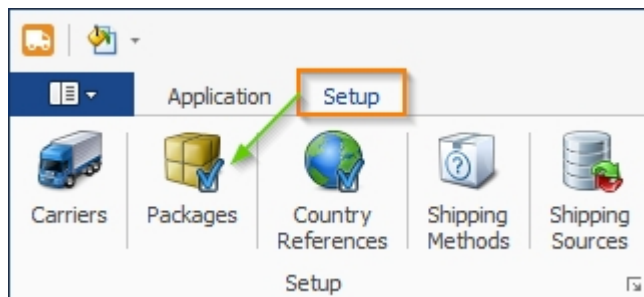 Application Setup
Carriers Packages Country References Shipping Methods Shipping Sources
Setup